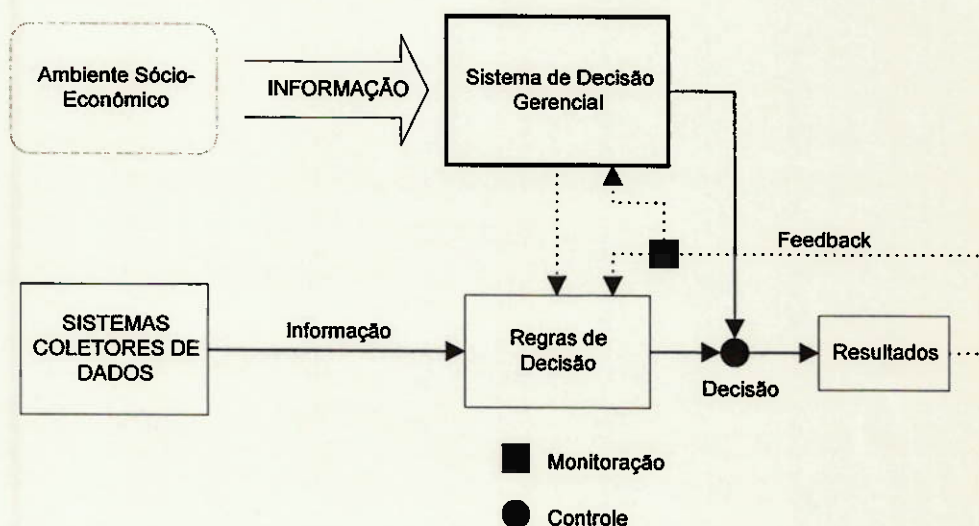 Ambiente Sócio-
Econômico
INFORMAÇÃO
Sistema de Decisão
Gerencial
Feedback
SISTEMAS
COLETORES DE
DADOS
Informação
Regras de
Decisão
Decisão
Resultados
Monitoração
Controle